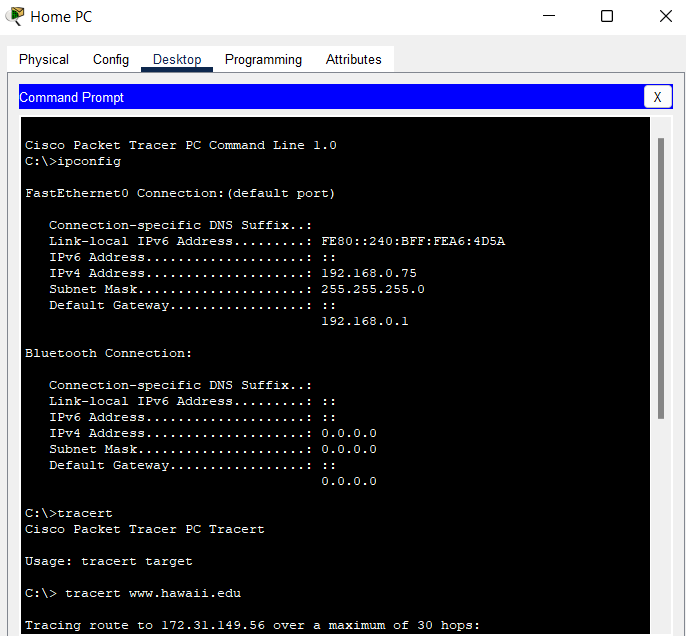 Home PC
Physical Config Desktop Programming Attributes
Command Prompt X
Cisco Packet Tracer PC Command Line 1.0
C:\>ipconfig
FastEthernet0 Connection:(default port)
Connection-specific DNS Suffix..:
Link-local IPv6 Address.........: FE80::240:BFF:FEA6:4D5A
IPv6 Address....................: ::
IPv4 Address....................: 192.168.0.75
Subnet Mask.....................: 255.255.255.0
Default Gateway.................: ::
192.168.0.1
Bluetooth Connection:
Connection-specific DNS Suffix..:
Link-local IPv6 Address.........: ::
IPv6 Address....................: ::
IPv4 Address....................: 0.0.0.0
Subnet Mask.....................: 0.0.0.0
Default Gateway.................: ::
0.0.0.0
C:\>tracert
Cisco Packet Tracer PC Tracert
Usage: tracert target
C:\> tracert www.hawaii.edu
Tracing route to 172.31.149.56 over a maximum of 30 hops: